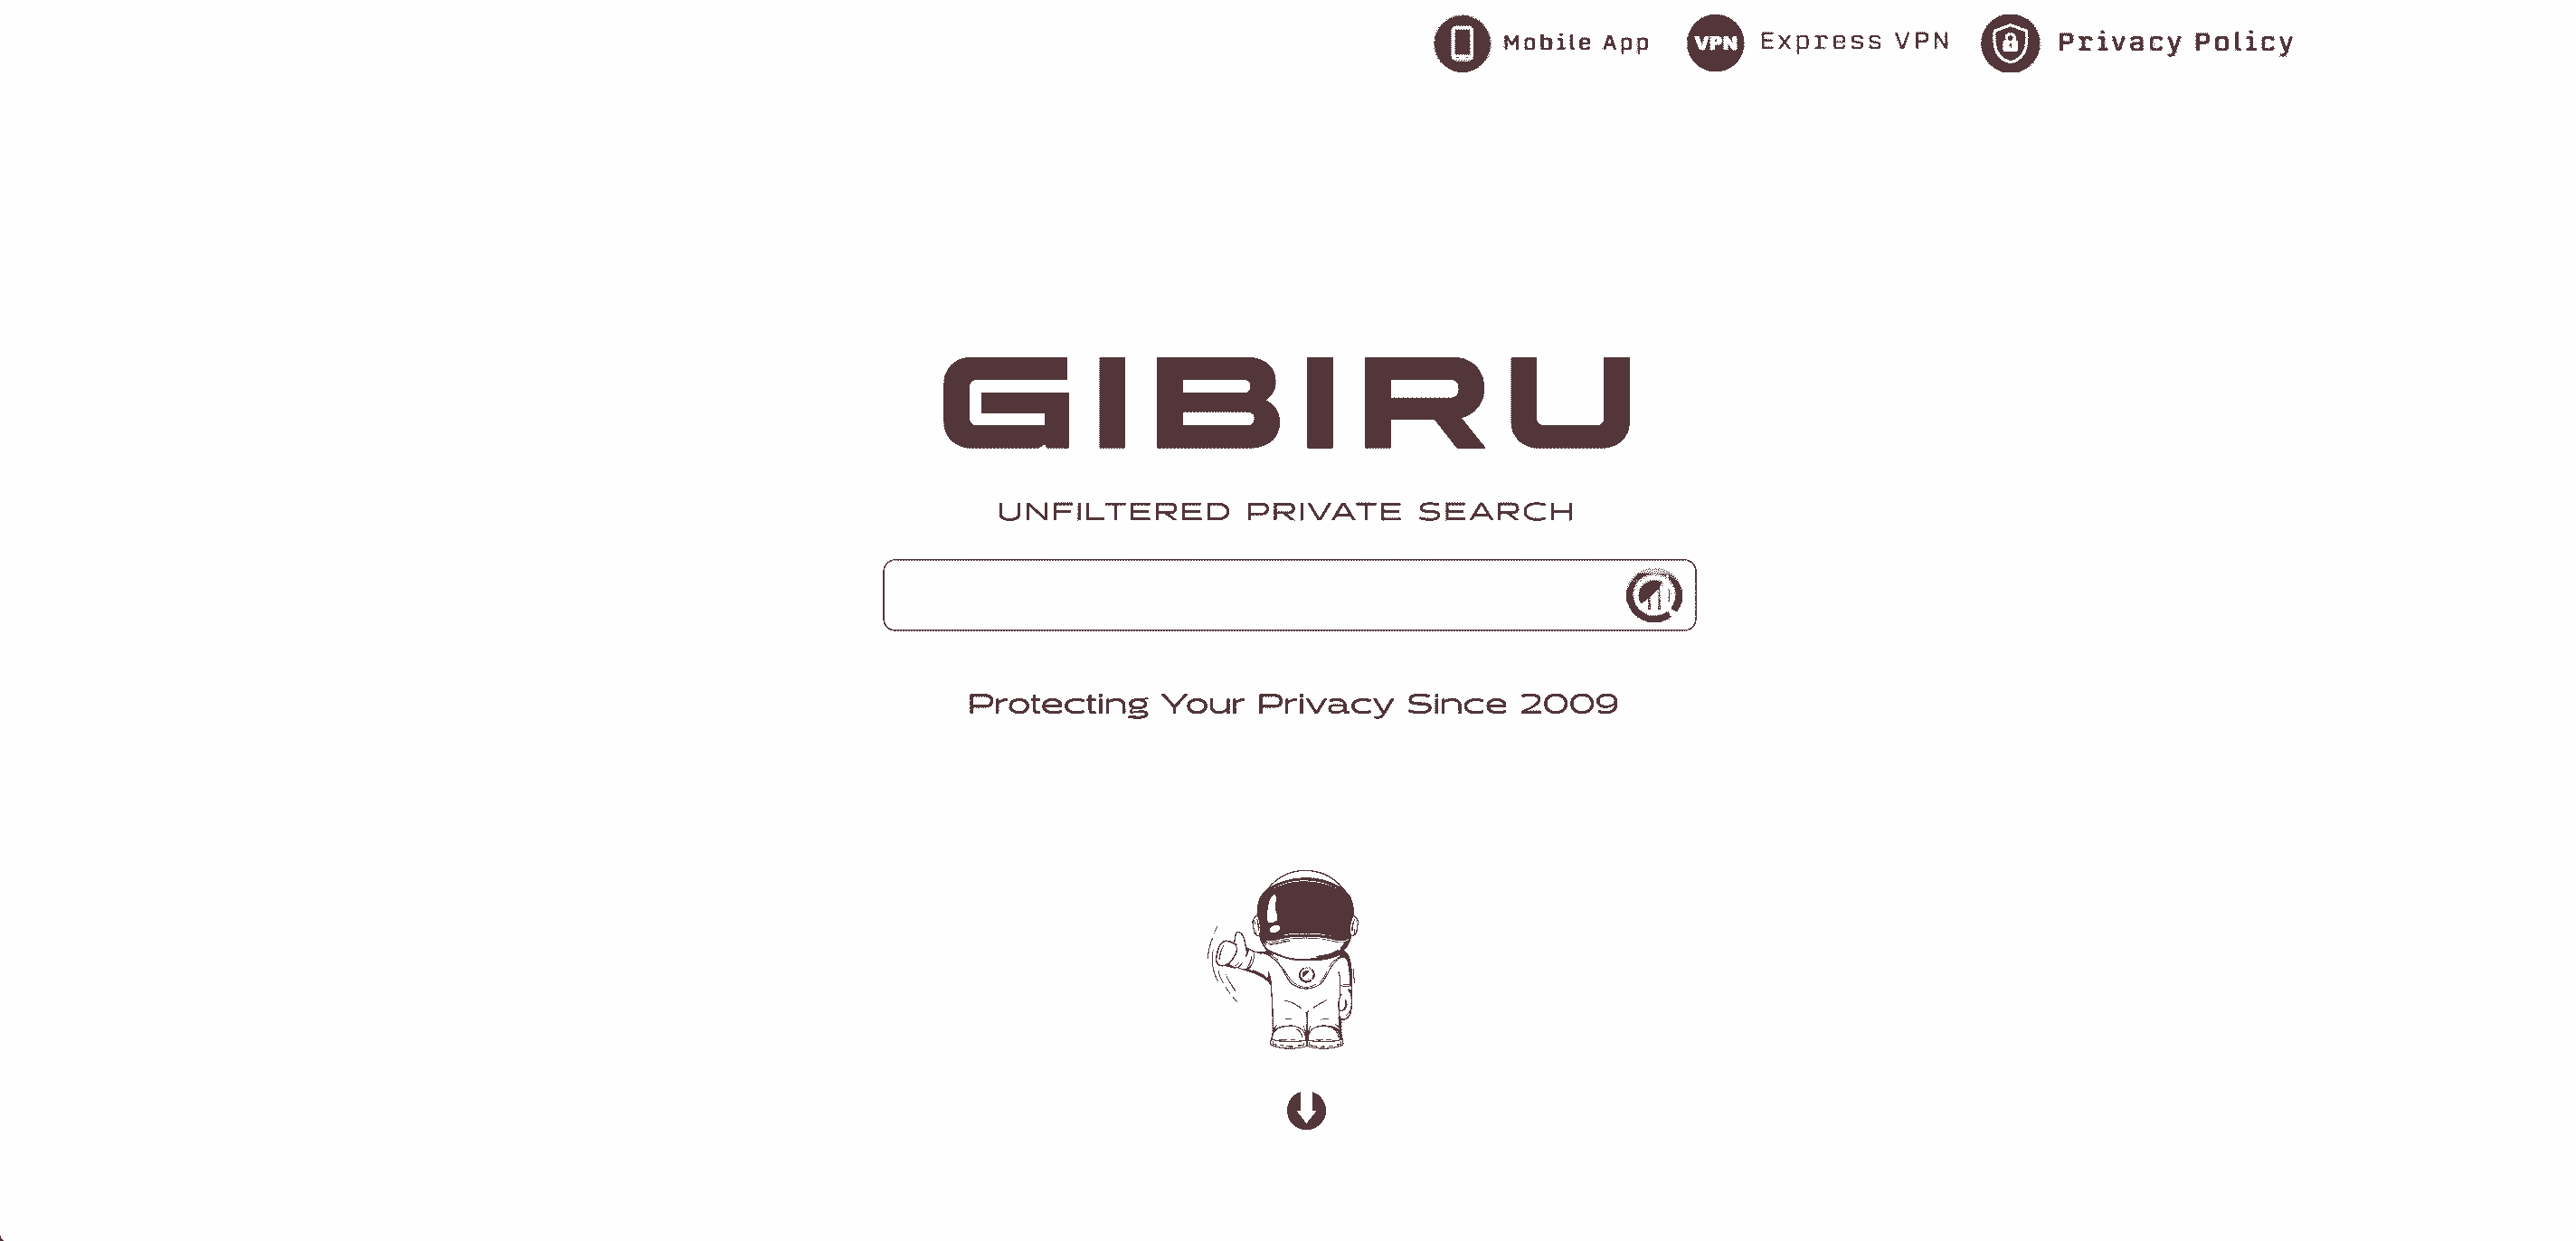 Mobile App VPN Express VPN Privacy Policy
GIBIRU
UNFILTERED PRIVATE SEARCH
Protecting Your Privacy Since 2009